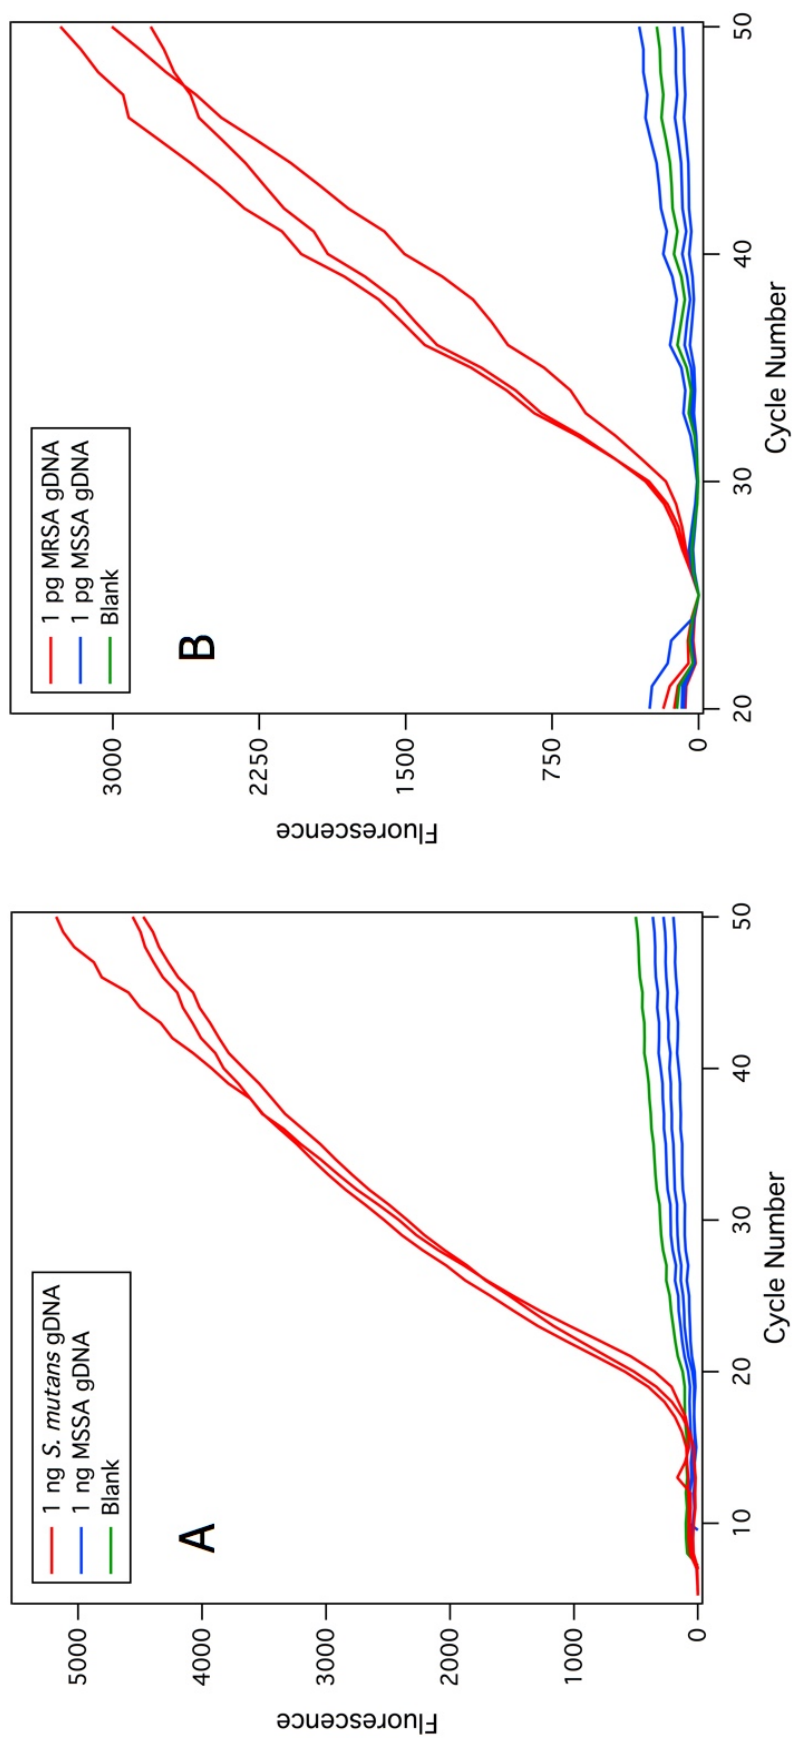 A
1 ng S. mutans gDNA
1 ng MSSA gDNA
Blank
Fluorescence
5000
4000
3000
2000
1000
0
10
20
30
40
50
Cycle Number
B
1 pg MRSA gDNA
1 pg MSSA gDNA
Blank
Fluorescence
3000
2250
1500
750
0
20
30
40
50
Cycle Number